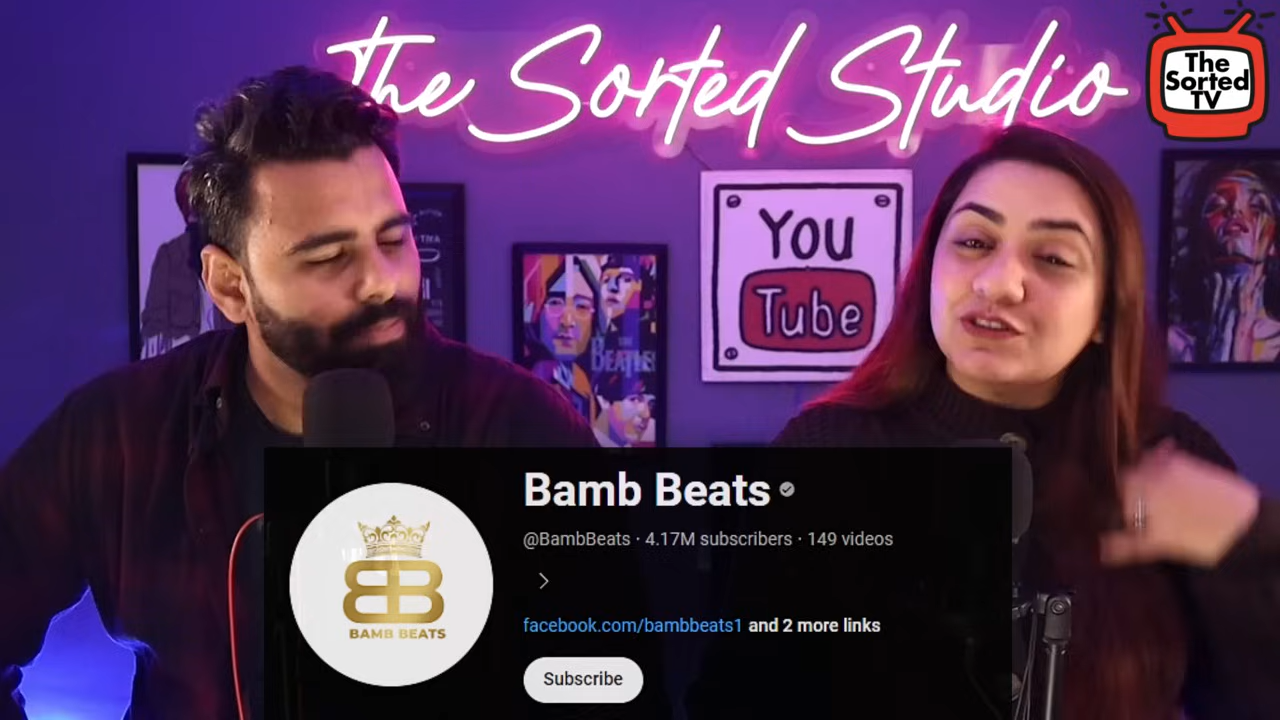 The Sorted Studio
The
Sorted
TV
YOU
Tube
THE
BEATLES
Bamb Beats
@BambBeats · 4.17M subscribers · 149 videos
BAMB BEATS
facebook.com/bambbeats1 and 2 more links
Subscribe